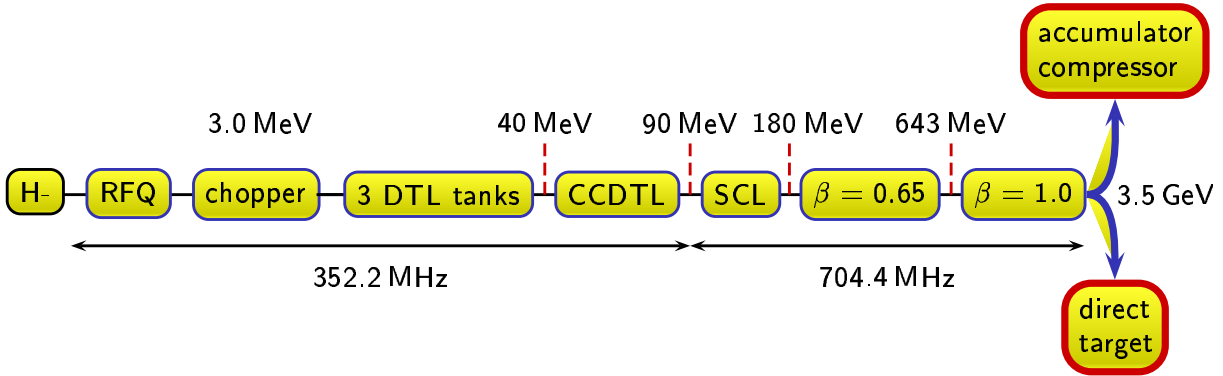 accumulator
compressor
3.0 MeV
40 MeV
90 MeV
180 MeV
643 MeV
H-
RFQ
chopper
3 DTL tanks
CCDTL
SCL
β = 0.65
β = 1.0
3.5 GeV
352.2 MHz
704.4 MHz
direct
target